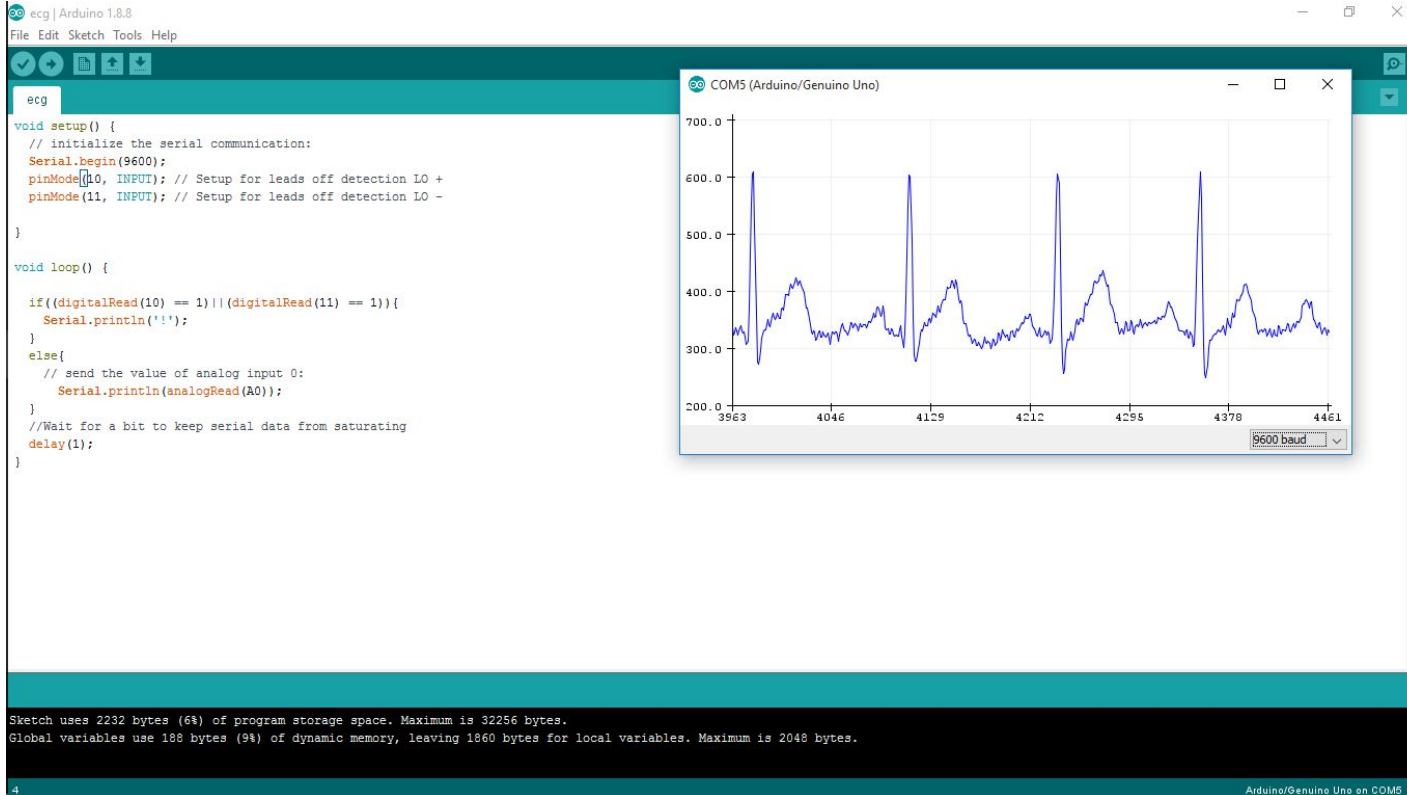 ecg | Arduino 1.8.8
File Edit Sketch Tools Help
ecg
void setup() {
// initialize the serial communication:
Serial.begin(9600);
pinMode(10, INPUT); // Setup for leads off detection LO +
pinMode(11, INPUT); // Setup for leads off detection LO -
}
void loop() {
if((digitalRead(10) == 1)||(digitalRead(11) == 1)){
Serial.println('!');
}
else{
// send the value of analog input 0:
Serial.println(analogRead(A0));
}
//Wait for a bit to keep serial data from saturating
delay(1);
}
COM5 (Arduino/Genuino Uno)
700.0
600.0
500.0
400.0
300.0
200.0
3963 4046 4129 4212 4295 4378 4461
9600 baud
Sketch uses 2232 bytes (6%) of program storage space. Maximum is 32256 bytes.
Global variables use 188 bytes (9%) of dynamic memory, leaving 1860 bytes for local variables. Maximum is 2048 bytes.
4
Arduino/Genuino Uno on COM5